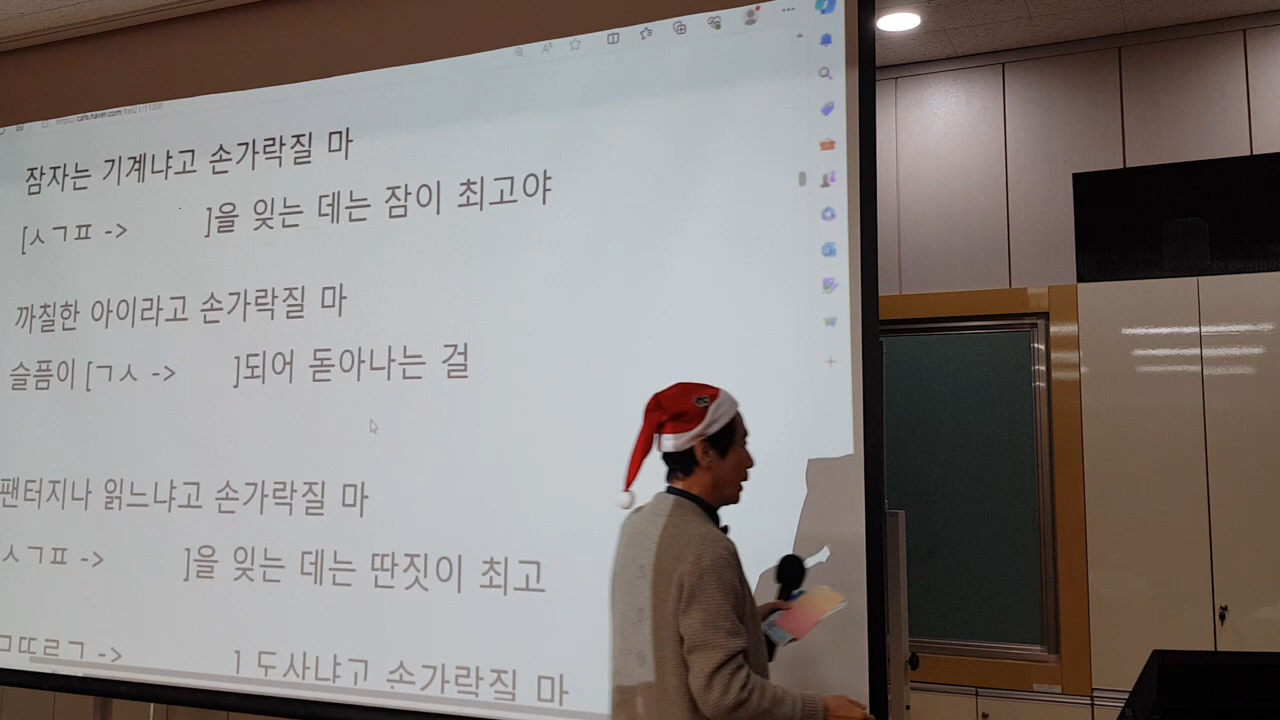 cafe.naver.com
잠자는 기계냐고 손가락질 마
[ㅅㄱㅍ -> ]을 잊는 데는 잠이 최고야
까칠한 아이라고 손가락질 마
슬픔이 [ㄱㅅ -> ]되어 돋아나는 걸
팬터지나 읽느냐고 손가락질 마
ㅅㄱㅍ -> ]을 잊는 데는 딴짓이 최고
ㅁㄸㄹㄱ -> ] 도사냐고 손가락질 마